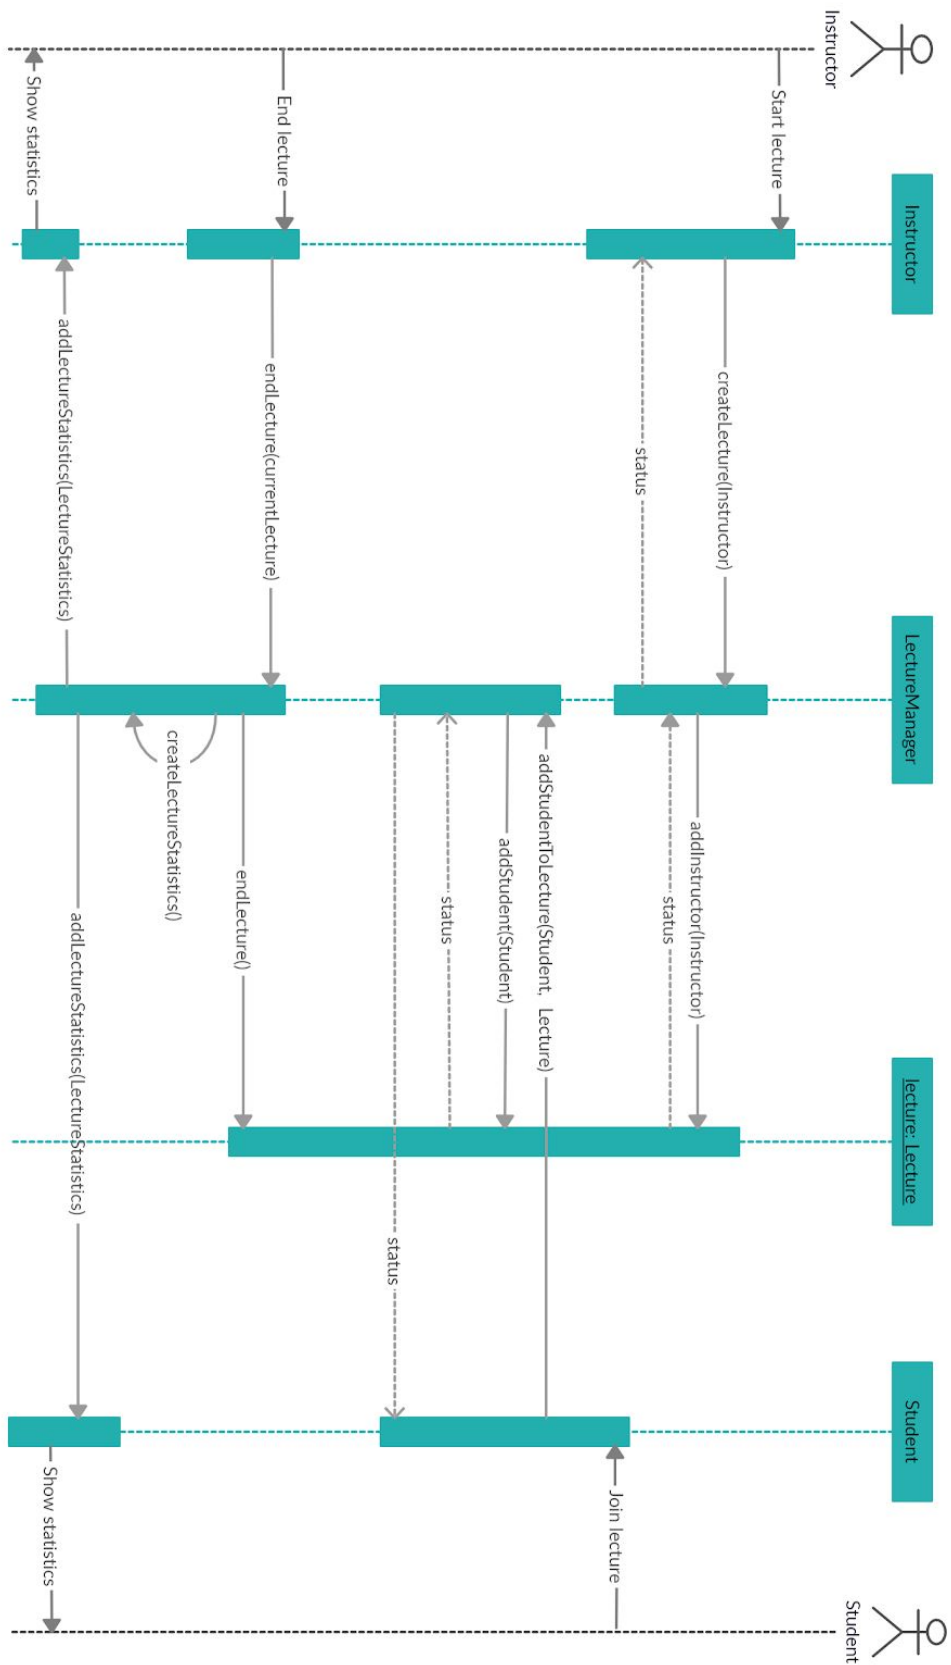 Instructor
Student
Instructor
LectureManager
lecture: Lecture
Student
Start lecture
createLecture(Instructor)
addInstructor(Instructor)
status
status
Join lecture
addStudentToLecture(Student, Lecture)
addStudent(Student)
status
status
End lecture
endLecture(currentLecture)
endLecture()
createLectureStatistics()
addLectureStatistics(LectureStatistics)
addLectureStatistics(LectureStatistics)
Show statistics
Show statistics